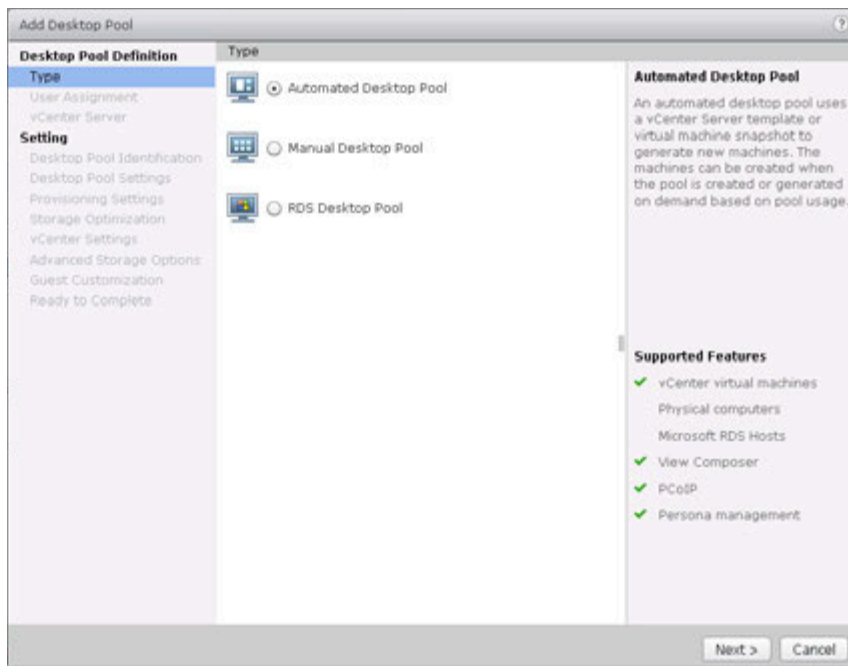 Add Desktop Pool
?
Desktop Pool Definition
Type
User Assignment
vCenter Server
Setting
Desktop Pool Identification
Desktop Pool Settings
Provisioning Settings
Storage Optimization
vCenter Settings
Advanced Storage Options
Guest Customization
Ready to Complete
Type
Automated Desktop Pool
Manual Desktop Pool
RDS Desktop Pool
Automated Desktop Pool
An automated desktop pool uses
a vCenter Server template or
virtual machine snapshot to
generate new machines. The
machines can be created when
the pool is created or generated
on demand based on pool usage.
Supported Features
vCenter virtual machines
Physical computers
Microsoft RDS Hosts
View Composer
PCoIP
Persona management
Next >
Cancel